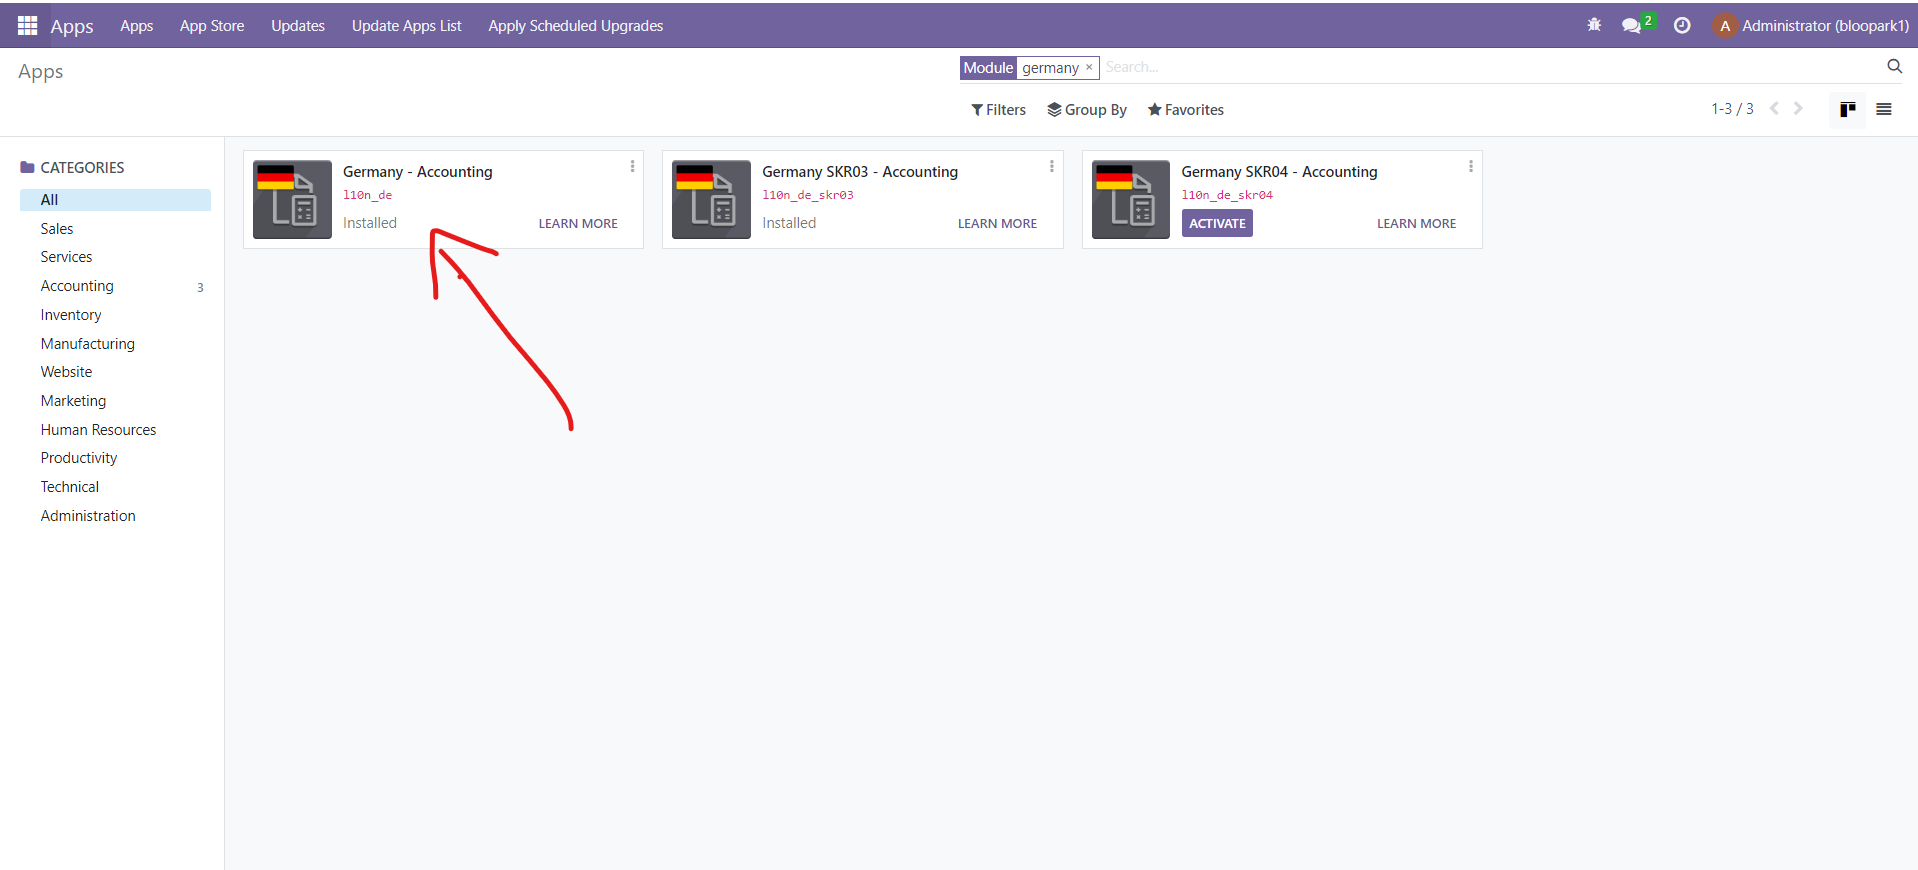 Apps Apps App Store Updates Update Apps List Apply Scheduled Upgrades 2 A Administrator (bloopark1)
Apps Module germany × Search...
Filters Group By Favorites 1-3 / 3
CATEGORIES
All
Sales
Services
Accounting 3
Inventory
Manufacturing
Website
Marketing
Human Resources
Productivity
Technical
Administration
Germany - Accounting
l10n_de
Installed LEARN MORE
Germany SKR03 - Accounting
l10n_de_skr03
Installed LEARN MORE
Germany SKR04 - Accounting
l10n_de_skr04
ACTIVATE LEARN MORE